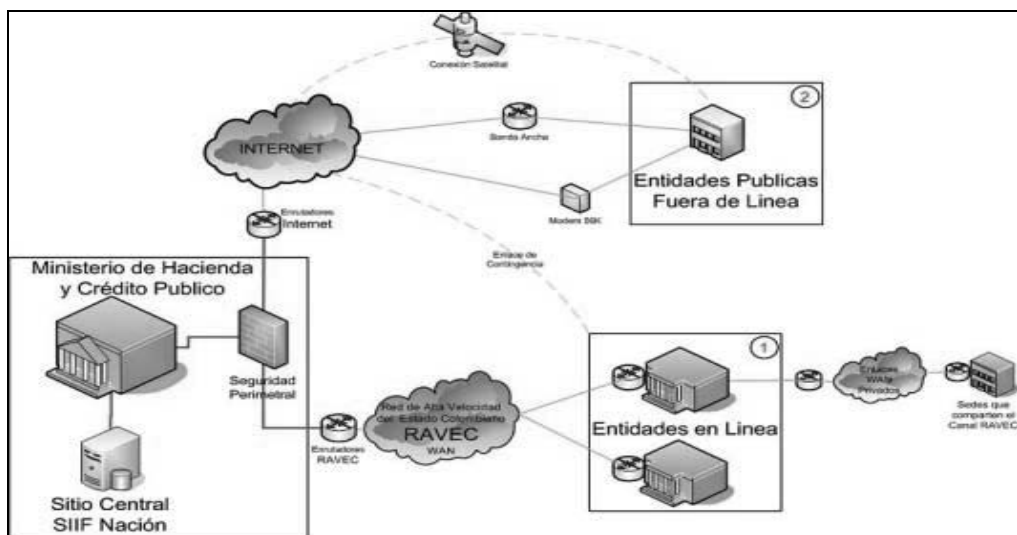 Conexión Satelital
2
INTERNET
Banda Ancha
Entidades Publicas
Fuera de Linea
Modem 56K
Enrutadores
Internet
Enlace de
Contingencia
Ministerio de Hacienda
y Crédito Publico
1
Seguridad
Perimetral
Enlaces
WAN
Privados
Red de Alta Velocidad
del Estado Colombiano
RAVEC
WAN
Entidades en Linea
Sedes que
comparten el
Canal RAVEC
Enrutadores
RAVEC
Sitio Central
SIIF Nación